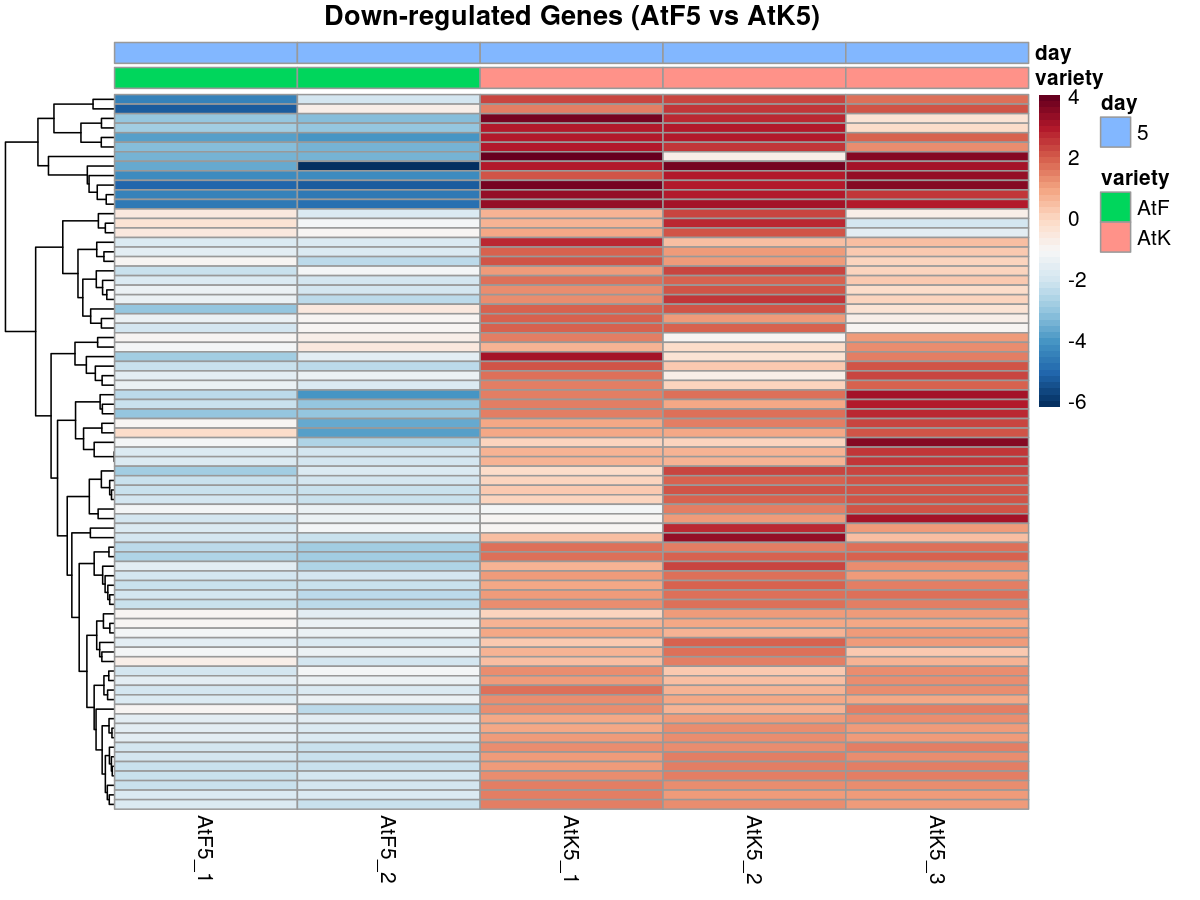 Down-regulated Genes (AtF5 vs AtK5)
day
variety
4
2
0
-2
-4
-6
day
5
variety
AtF
AtK
AtF5_1
AtF5_2
AtK5_1
AtK5_2
AtK5_3